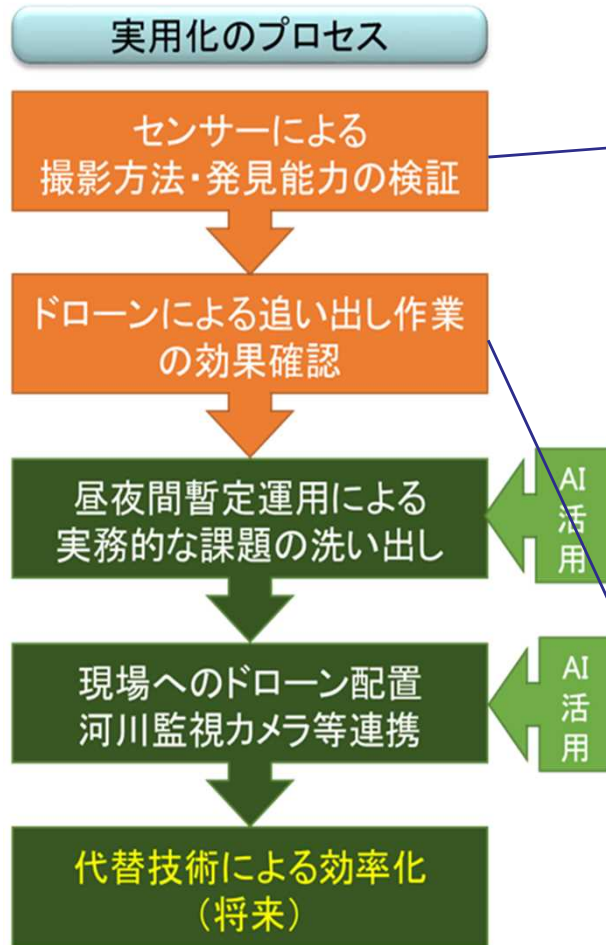 実用化のプロセス
センサーによる
撮影方法・発見能力の検証
ドローンによる追い出し作業
の効果確認
昼夜間暫定運用による
実務的な課題の洗い出し
AI
活
用
現場へのドローン配置
河川監視カメラ等連携
AI
活
用
代替技術による効率化
（将来）